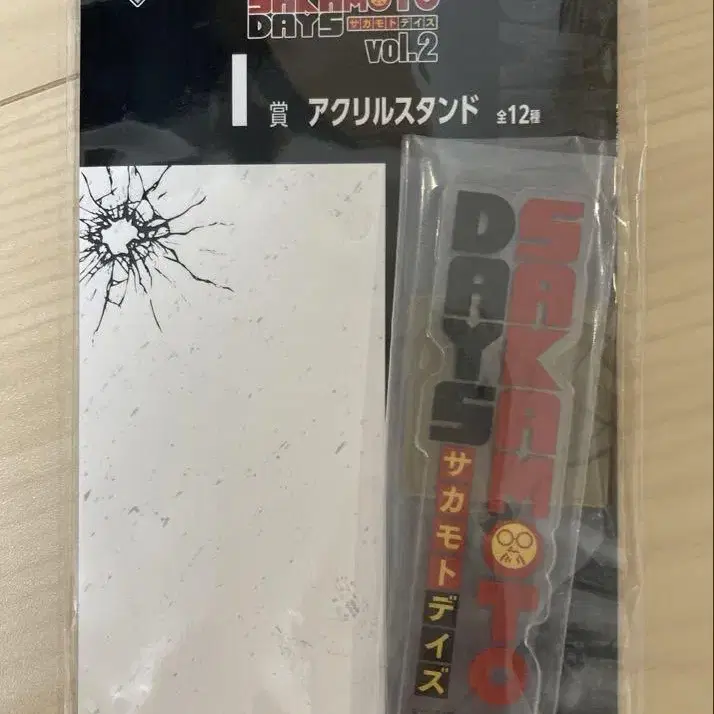 SAKAMOTO
DAYS サカモトデイズ
vol.2
I賞 アクリルスタンド 全12種
SAKAMOTO
DAYS
サカモトデイズ